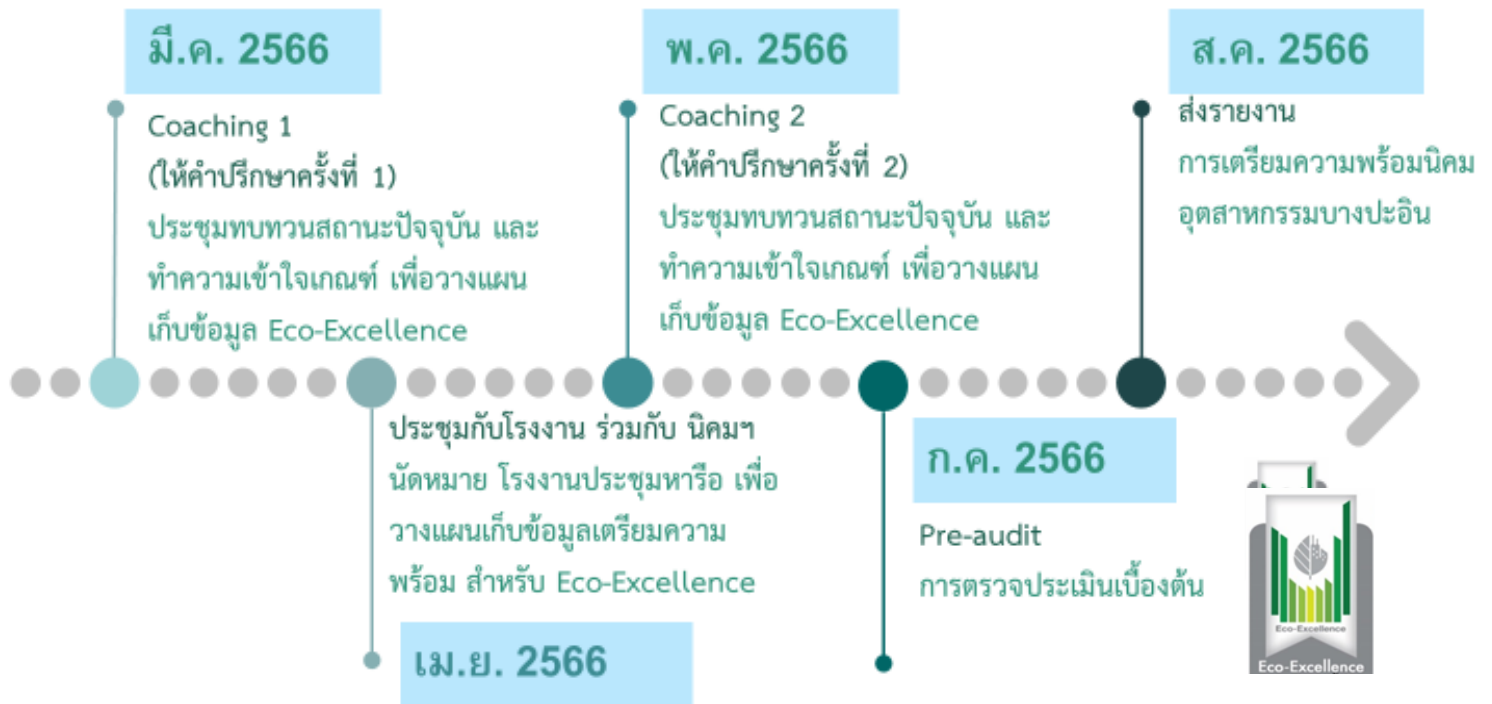 มี.ค. 2566
Coaching 1
(ให้คำปรึกษาครั้งที่ 1)
ประชุมทบทวนสถานะปัจจุบัน และ
ทำความเข้าใจเกณฑ์ เพื่อวางแผน
เก็บข้อมูล Eco-Excellence
ประชุมกับโรงงาน ร่วมกับ นิคมฯ
นัดหมาย โรงงานประชุมหารือ เพื่อ
วางแผนเก็บข้อมูลเตรียมความ
พร้อม สำหรับ Eco-Excellence
เม.ย. 2566
พ.ค. 2566
Coaching 2
(ให้คำปรึกษาครั้งที่ 2)
ประชุมทบทวนสถานะปัจจุบัน และ
ทำความเข้าใจเกณฑ์ เพื่อวางแผน
เก็บข้อมูล Eco-Excellence
ก.ค. 2566
Pre-audit
การตรวจประเมินเบื้องต้น
ส.ค. 2566
ส่งรายงาน
การเตรียมความพร้อมนิคม
อุตสาหกรรมบางปะอิน
Eco-Excellence
Eco-Excellence